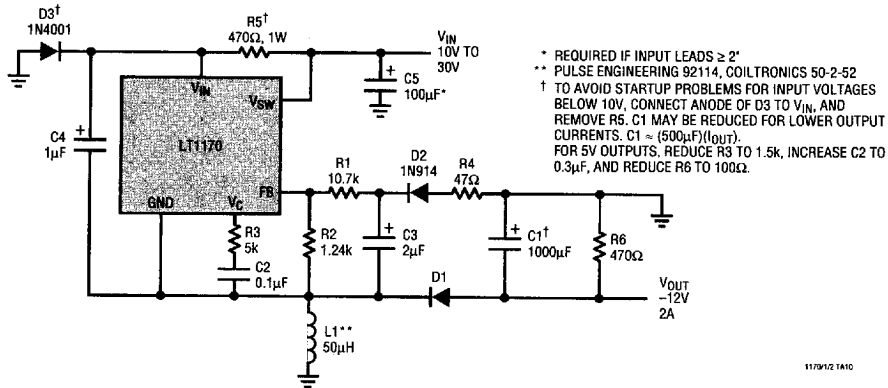 D3†
1N4001
R5†
470Ω, 1W
VIN
10V TO
30V
VIN
VSW
C5
100µF*
* REQUIRED IF INPUT LEADS ≥ 2"
** PULSE ENGINEERING 92114, COILTRONICS 50-2-52
† TO AVOID STARTUP PROBLEMS FOR INPUT VOLTAGES
BELOW 10V, CONNECT ANODE OF D3 TO VIN, AND
REMOVE R5. C1 MAY BE REDUCED FOR LOWER OUTPUT
CURRENTS. C1 ≈ (500µF)(IOUT).
FOR 5V OUTPUTS, REDUCE R3 TO 1.5k, INCREASE C2 TO
0.3µF, AND REDUCE R6 TO 100Ω.
C4
1µF
+
LT1170
FB
GND
VC
R1
10.7k
D2
1N914
R4
47Ω
R3
5k
C2
0.1µF
R2
1.24k
+
C3
2µF
+
C1†
1000µF
R6
470Ω
+
D1
VOUT
−12V
2A
L1**
50µH
1170/1/2 TA10